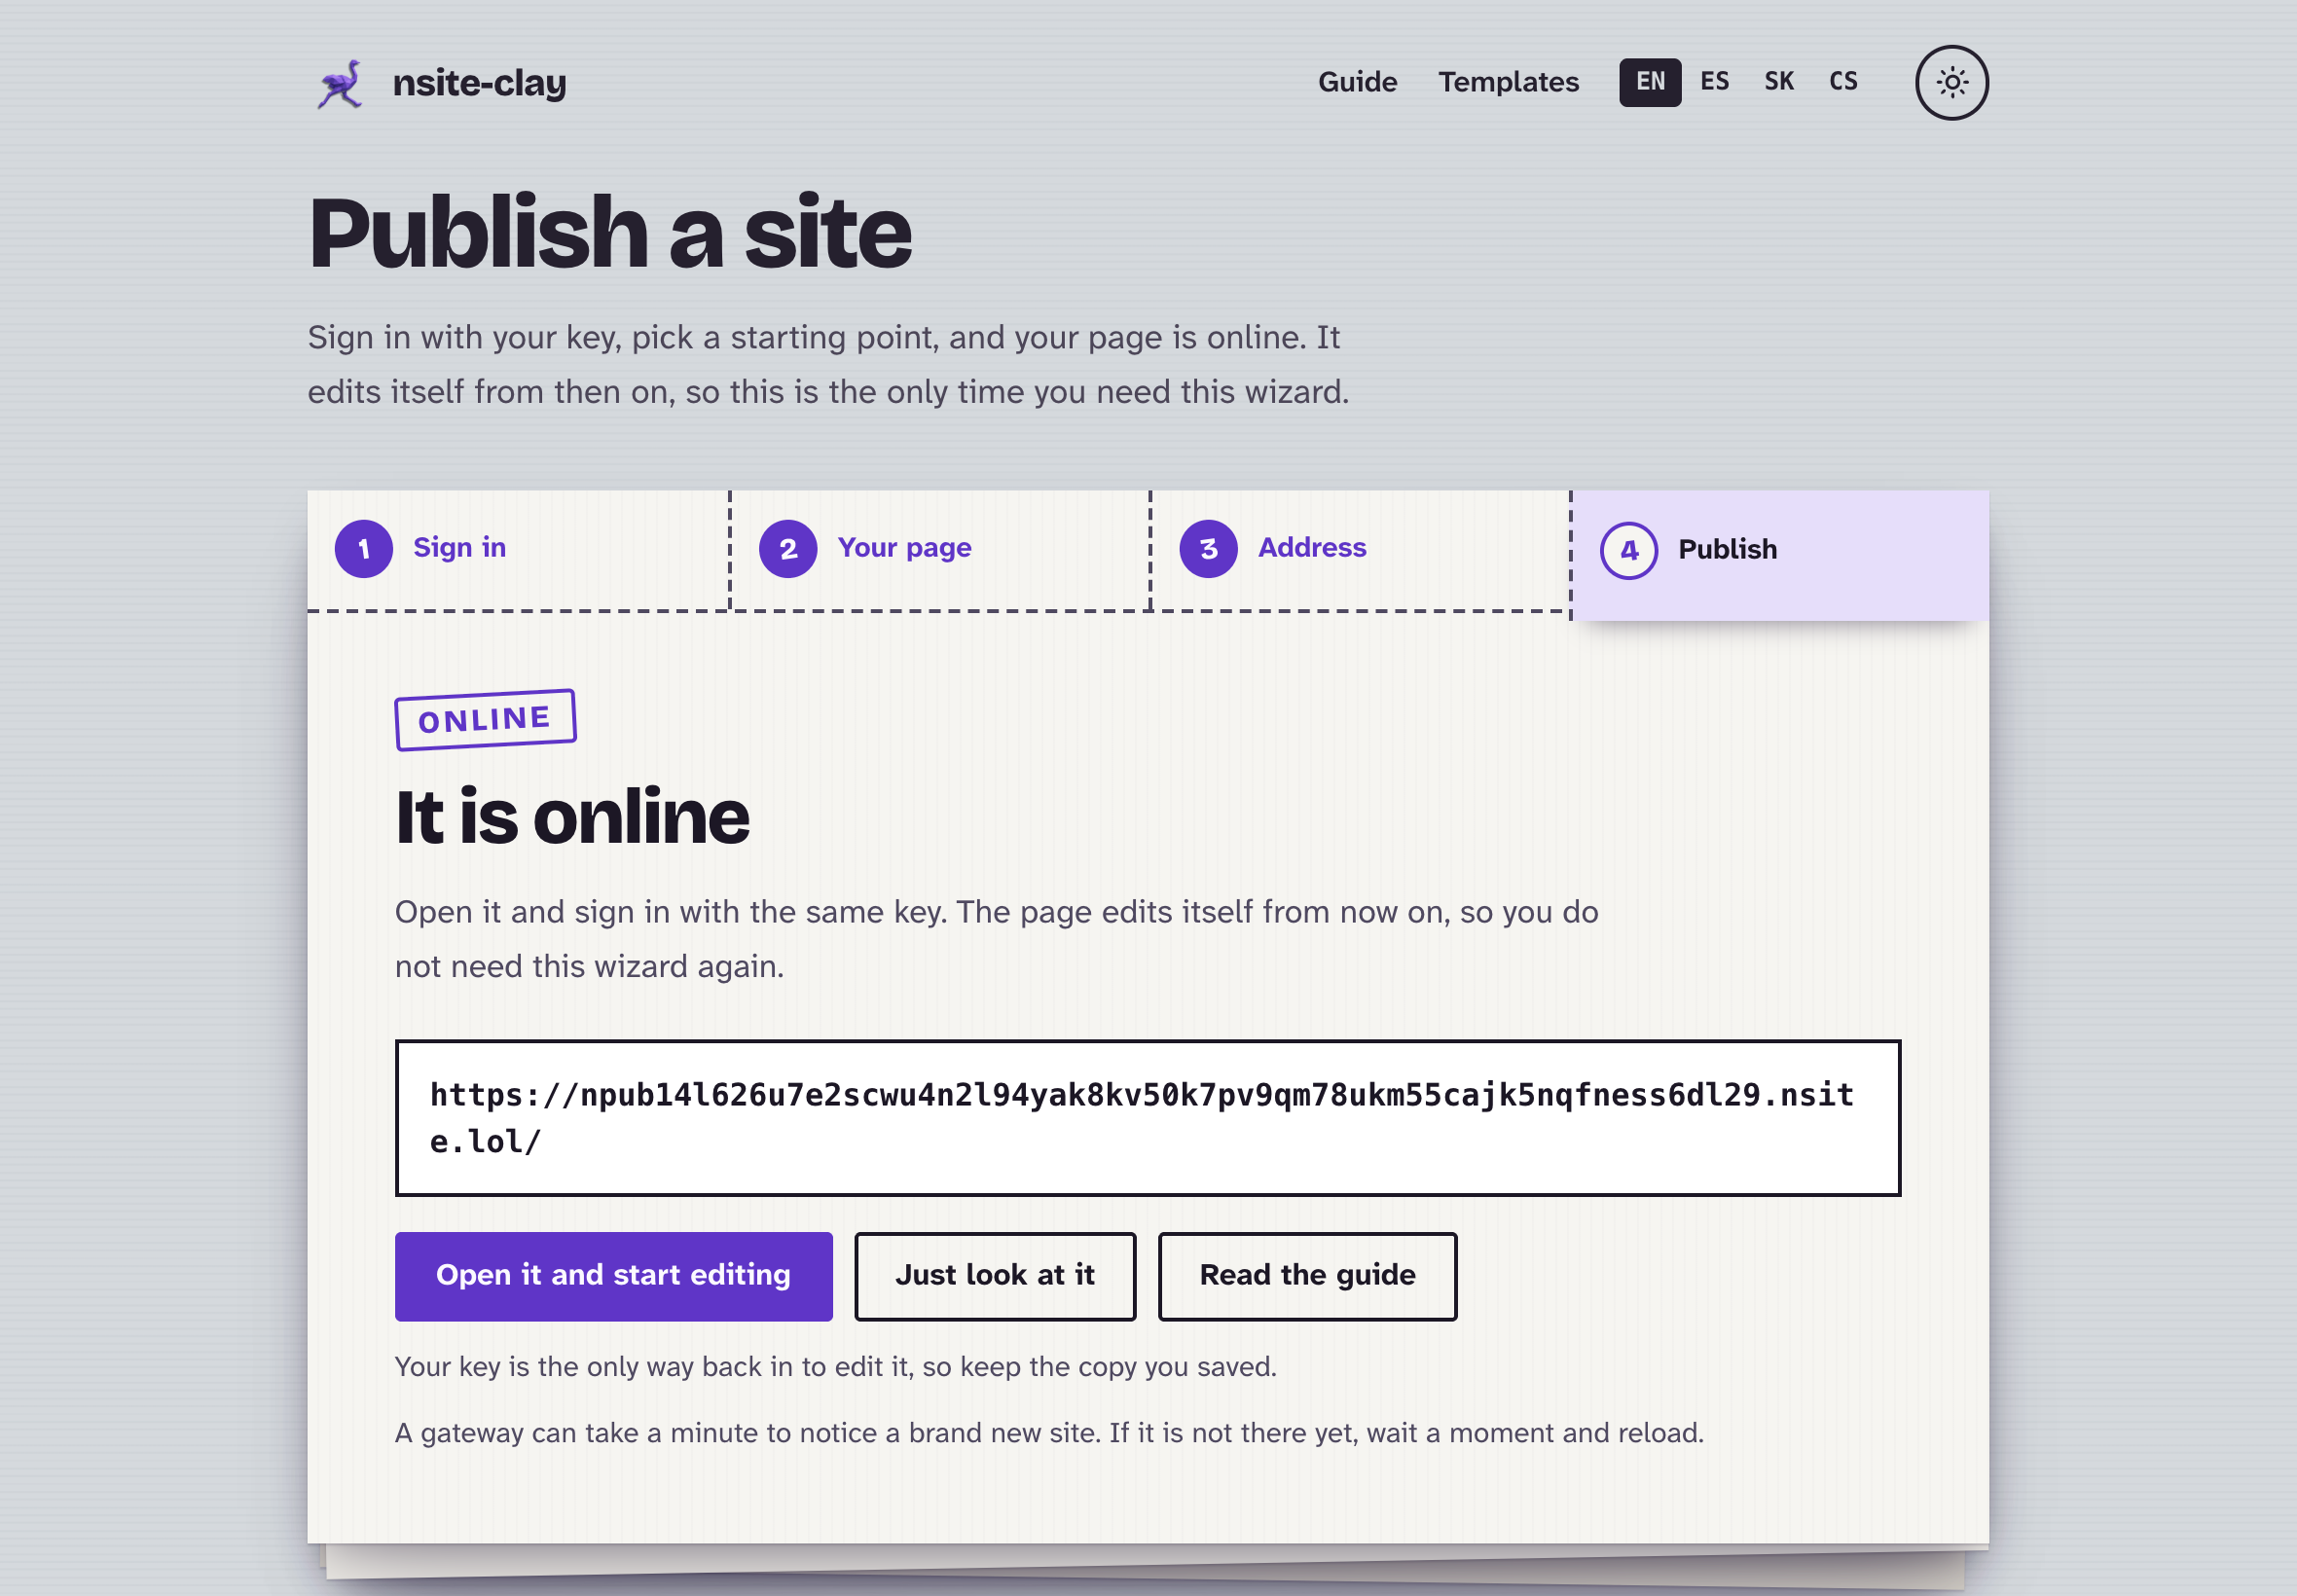 nsite-clay
Guide Templates EN ES SK CS
Publish a site
Sign in with your key, pick a starting point, and your page is online. It
edits itself from then on, so this is the only time you need this wizard.
1 Sign in 2 Your page 3 Address 4 Publish
ONLINE
It is online
Open it and sign in with the same key. The page edits itself from now on, so you do
not need this wizard again.
https://npub14l626u7e2scwu4n2l94yak8kv50k7pv9qm78ukm55cajk5nqfness6dl29.nsit
e.lol/
Open it and start editing Just look at it Read the guide
Your key is the only way back in to edit it, so keep the copy you saved.
A gateway can take a minute to notice a brand new site. If it is not there yet, wait a moment and reload.